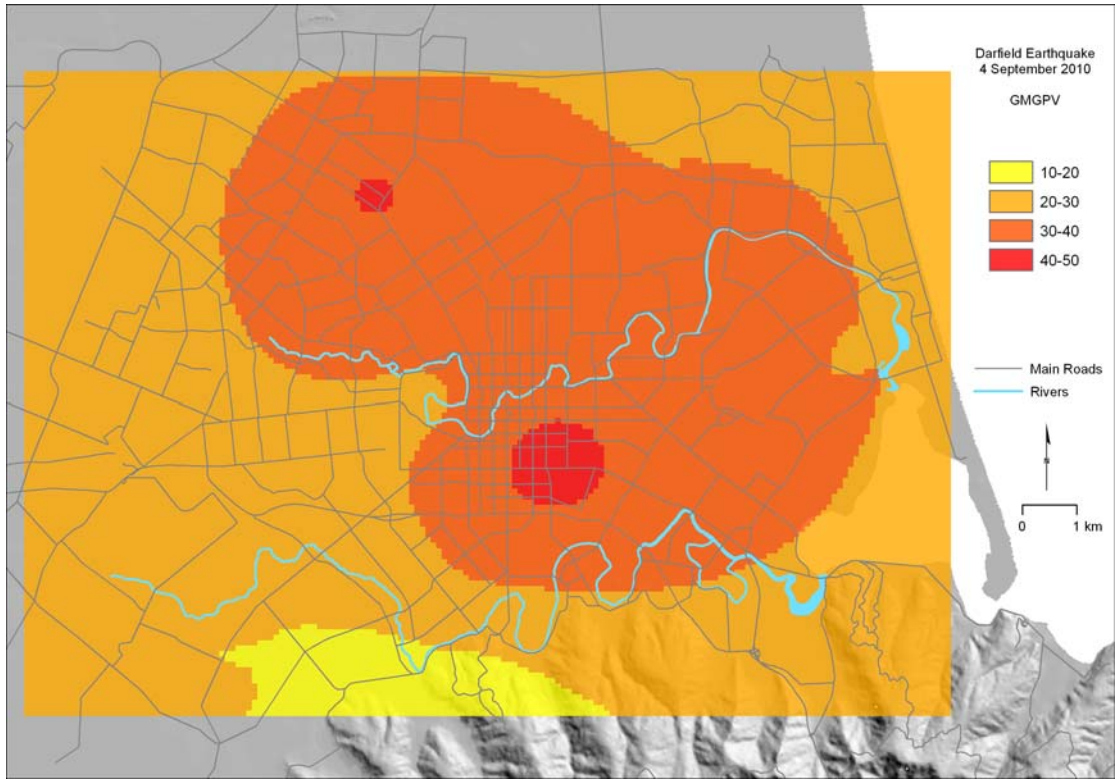 Darfield Earthquake
4 September 2010
GMGPV
10-20
20-30
30-40
40-50
Main Roads
Rivers
N
0 1 km